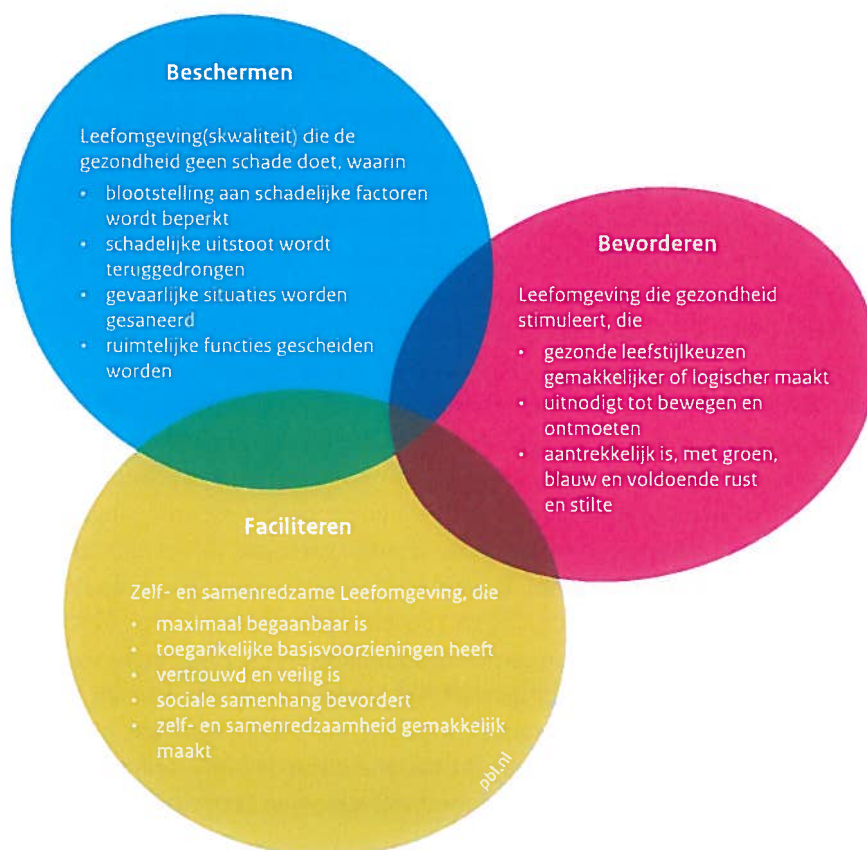 Beschermen
Leefomgeving(skwaliteit) die de
gezondheid geen schade doet, waarin
• blootstelling aan schadelijke factoren
wordt beperkt
• schadelijke uitstoot wordt
teruggedrongen
• gevaarlijke situaties worden
gesaneerd
• ruimtelijke functies gescheiden
worden
Bevorderen
Leefomgeving die gezondheid
stimuleert, die
• gezonde leefstijlkeuzen
gemakkelijker of logischer maakt
• uitnodigt tot bewegen en
ontmoeten
• aantrekkelijk is, met groen,
blauw en voldoende rust
en stilte
Faciliteren
Zelf- en samenredzame Leefomgeving, die
• maximaal begaanbaar is
• toegankelijke basisvoorzieningen heeft
• vertrouwd en veilig is
• sociale samenhang bevordert
• zelf- en samenredzaamheid gemakkelijk
maakt
pbl.nl